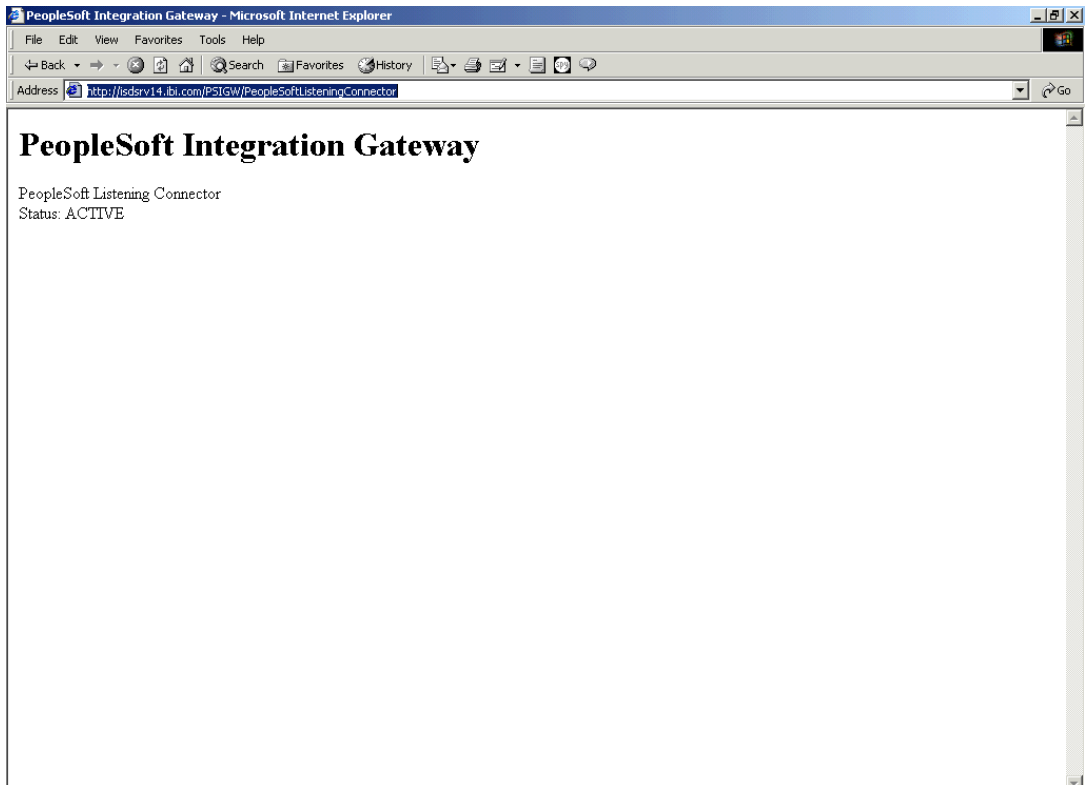 PeopleSoft Integration Gateway - Microsoft Internet Explorer
File Edit View Favorites Tools Help
Back Search Favorites History
Address http://isdsrv14.ibi.com/PSIGW/PeopleSoftListeningConnector Go
PeopleSoft Integration Gateway
PeopleSoft Listening Connector
Status: ACTIVE